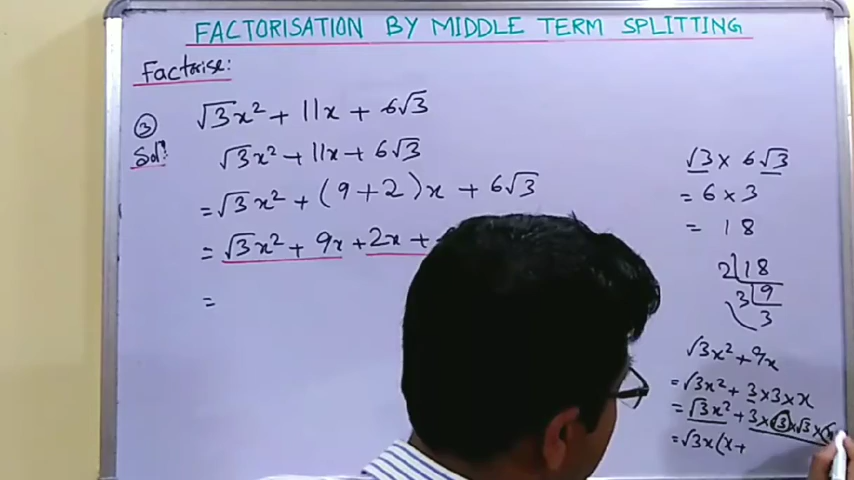 FACTORISATION BY MIDDLE TERM SPLITTING
Factorise:
③ √3x² + 11x + 6√3
Sol: √3x² + 11x + 6√3
= √3x² + (9+2)x + 6√3
= √3x² + 9x + 2x +
=
√3 × 6√3
= 6 × 3
= 18
2|18
3|9
3
√3x² + 9x
= √3x² + 3×3×x
= √3x² + 3×√3×√3×
= √3x(x +